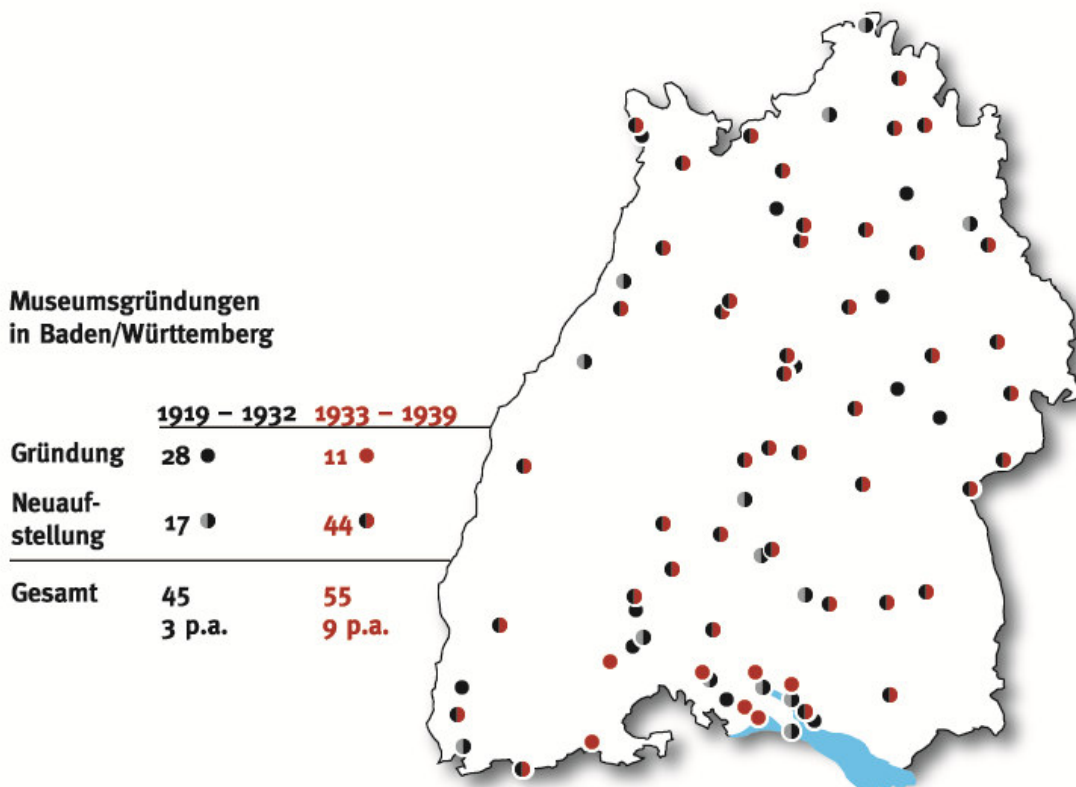 Museumsgründungen
in Baden/Württemberg
1919 – 1932 1933 – 1939
Gründung 28 11
Neuauf-
stellung 17 44
Gesamt 45 55
3 p.a. 9 p.a.